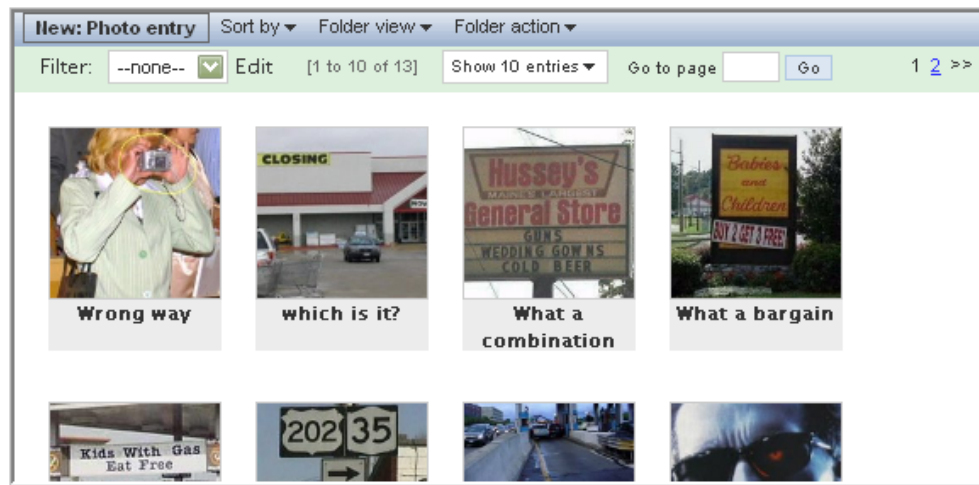 New: Photo entry Sort by Folder view Folder action
Filter: --none-- Edit [1 to 10 of 13] Show 10 entries Go to page Go 1 2 >>
CLOSING
Hussey's
MAINE'S LARGEST
General Store
GUNS
WEDDING GOWNS
COLD BEER
Babies
and
Children
BUY 2 GET 3 FREE!
Wrong way
which is it?
What a
combination
What a bargain
Kids With Gas
Eat Free
202 35